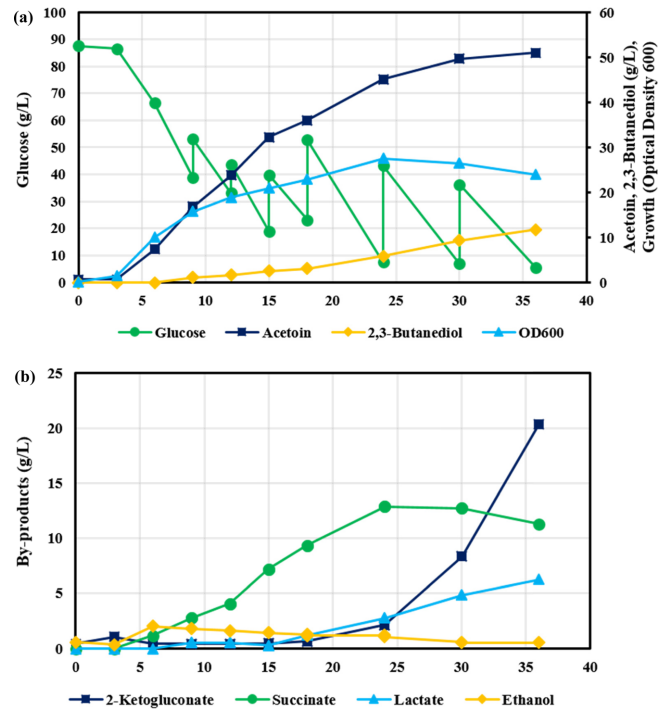 (a)
100
90
80
70
60
50
40
30
20
10
0
Glucose (g/L)
60
50
40
30
20
10
0
Acetoin, 2,3-Butanediol (g/L),
Growth (Optical Density 600)
0 5 10 15 20 25 30 35 40
Glucose Acetoin 2,3-Butanediol OD600
(b)
25
20
15
10
5
0
By-products (g/L)
0 5 10 15 20 25 30 35 40
2-Ketogluconate Succinate Lactate Ethanol